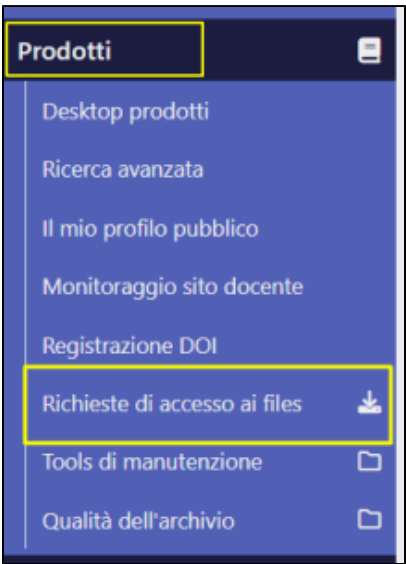 Prodotti
Desktop prodotti
Ricerca avanzata
Il mio profilo pubblico
Monitoraggio sito docente
Registrazione DOI
Richieste di accesso ai files
Tools di manutenzione
Qualità dell'archivio